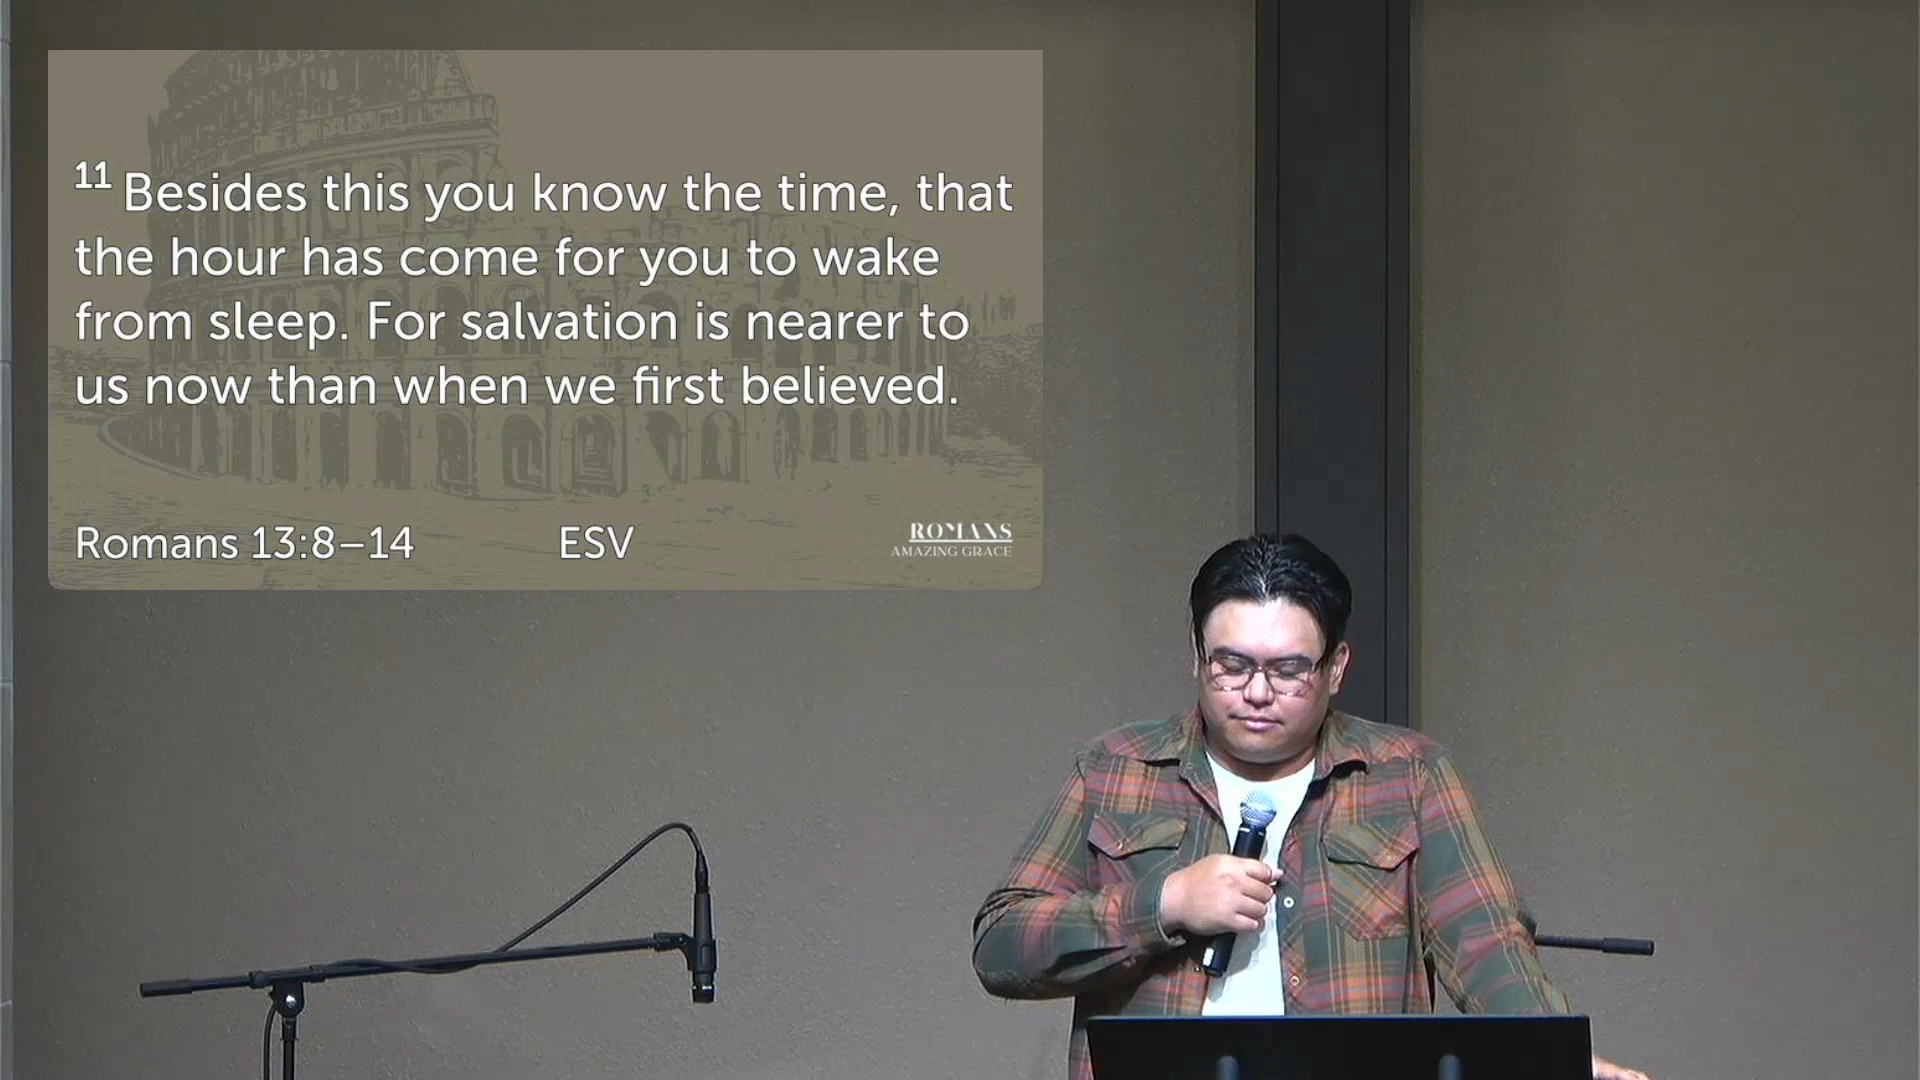 11 Besides this you know the time, that
the hour has come for you to wake
from sleep. For salvation is nearer to
us now than when we first believed.
Romans 13:8–14 ESV
ROMANS
AMAZING GRACE